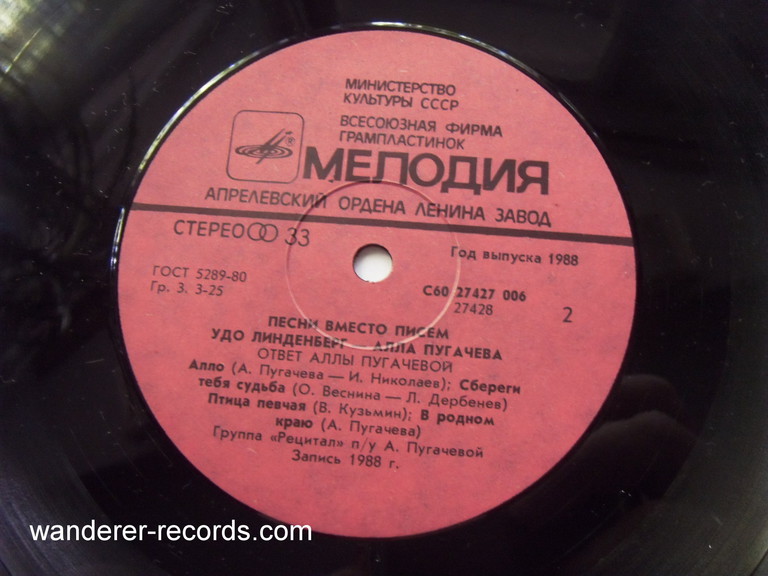 МИНИСТЕРСТВО
КУЛЬТУРЫ СССР
ВСЕСОЮЗНАЯ ФИРМА
ГРАМПЛАСТИНОК
МЕЛОДИЯ
АПРЕЛЕВСКИЙ ОРДЕНА ЛЕНИНА ЗАВОД
СТЕРЕО 33
Год выпуска 1988
ГОСТ 5289-80
Гр. 3. 3-25
С60 27427 006
27428
2
ПЕСНИ ВМЕСТО ПИСЕМ
УДО ЛИНДЕНБЕРГ — АЛЛА ПУГАЧЕВА
ОТВЕТ АЛЛЫ ПУГАЧЕВОЙ
Алло (А. Пугачева — И. Николаев); Сбереги
тебя судьба (О. Веснина — Л. Дербенев)
Птица певчая (В. Кузьмин); В родном
краю (А. Пугачева)
Группа «Рецитал» п/у А. Пугачевой
Запись 1988 г.
wanderer-records.com